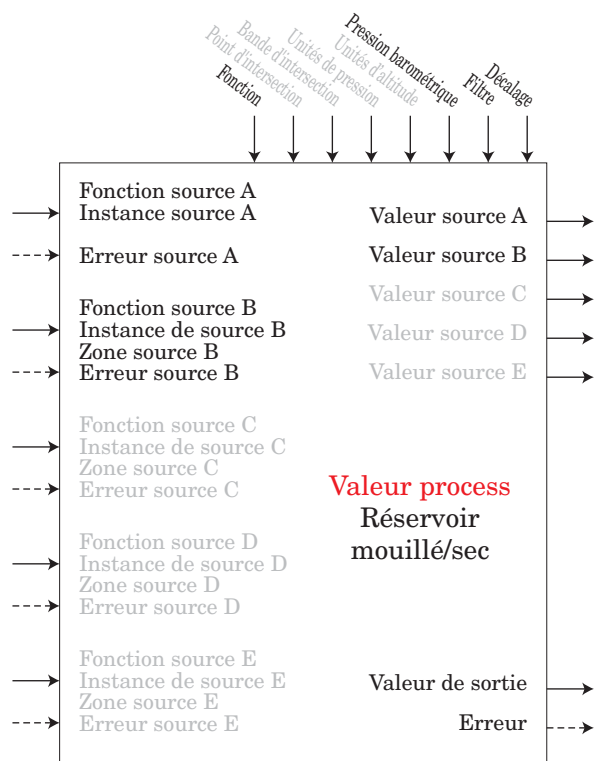 Fonction
Point d'intersection
Bande d'intersection
Unités de pression
Unités d'altitude
Pression barométrique
Filtre
Décalage
Fonction source A
Instance source A
Erreur source A
Fonction source B
Instance de source B
Zone source B
Erreur source B
Fonction source C
Instance de source C
Zone source C
Erreur source C
Fonction source D
Instance de source D
Zone source D
Erreur source D
Fonction source E
Instance de source E
Zone source E
Erreur source E
Valeur source A
Valeur source B
Valeur source C
Valeur source D
Valeur source E
Valeur process
Réservoir
mouillé/sec
Valeur de sortie
Erreur